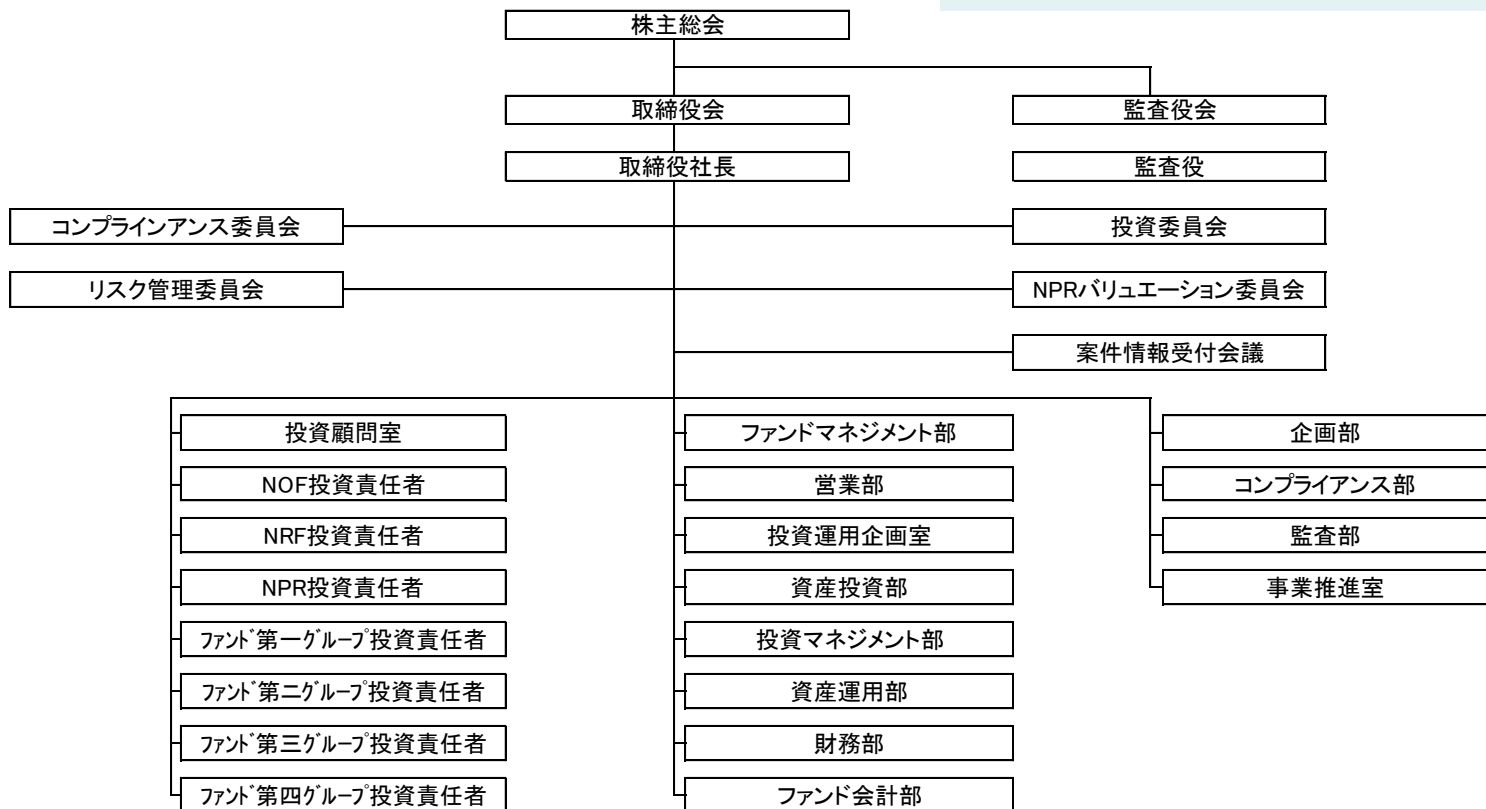 株主総会
取締役会
監査役会
取締役社長
監査役
コンプラインアンス委員会
投資委員会
リスク管理委員会
NPRバリュエーション委員会
案件情報受付会議
投資顧問室
NOF投資責任者
NRF投資責任者
NPR投資責任者
ﾌｧﾝﾄﾞ第一ｸﾞﾙｰﾌﾟ投資責任者
ﾌｧﾝﾄﾞ第二ｸﾞﾙｰﾌﾟ投資責任者
ﾌｧﾝﾄﾞ第三ｸﾞﾙｰﾌﾟ投資責任者
ﾌｧﾝﾄﾞ第四ｸﾞﾙｰﾌﾟ投資責任者
ファンドマネジメント部
営業部
投資運用企画室
資産投資部
投資マネジメント部
資産運用部
財務部
ファンド会計部
企画部
コンプライアンス部
監査部
事業推進室